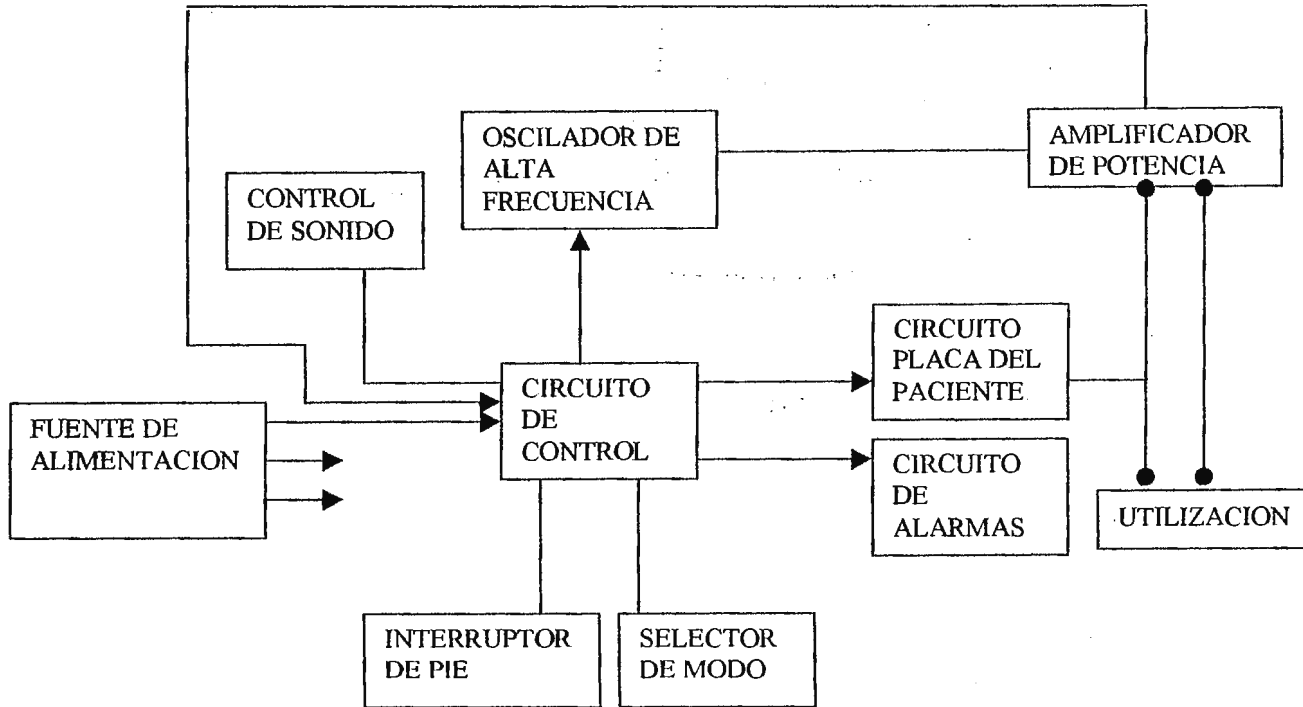 OSCILADOR DE
ALTA
FRECUENCIA
AMPLIFICADOR
DE POTENCIA
CONTROL
DE SONIDO
CIRCUITO
PLACA DEL
PACIENTE
CIRCUITO
DE
CONTROL
FUENTE DE
ALIMENTACION
CIRCUITO
DE
ALARMAS
UTILIZACION
INTERRUPTOR
DE PIE
SELECTOR
DE MODO